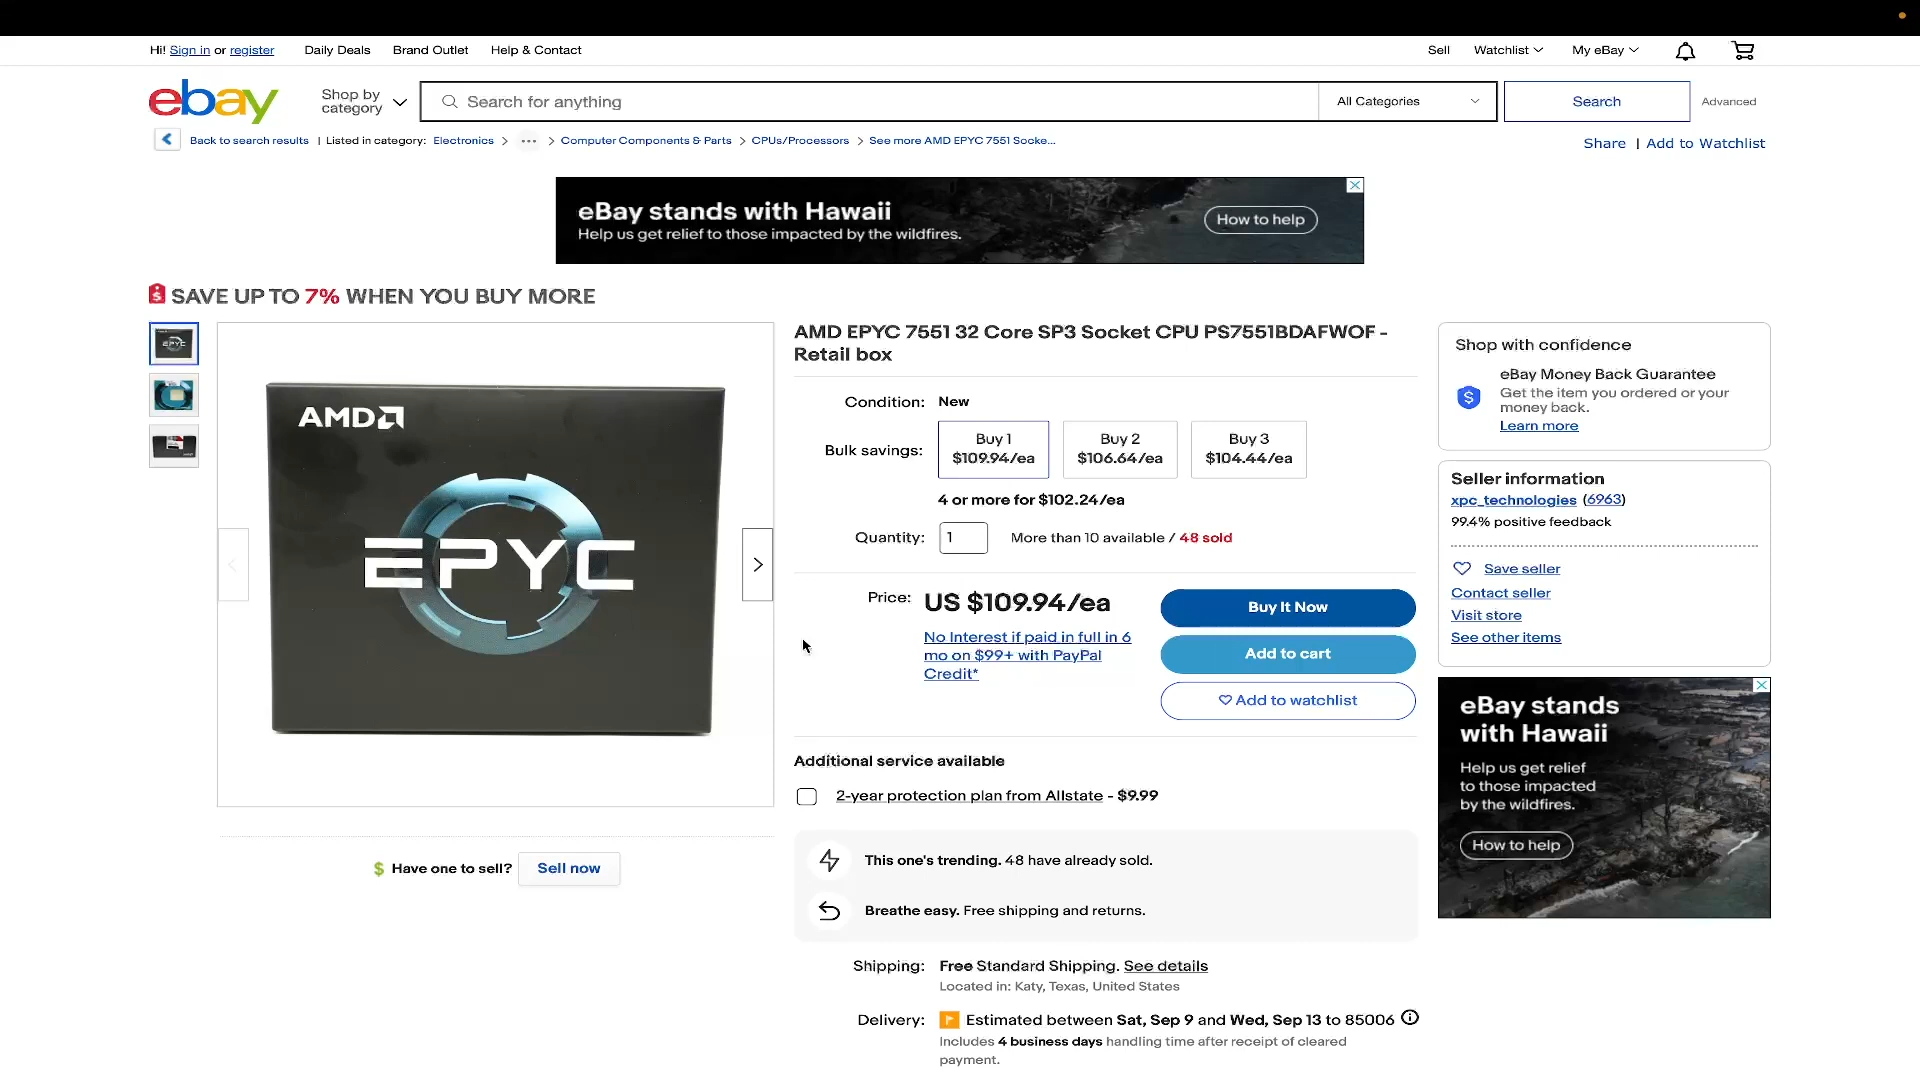 Hi! Sign in or register Daily Deals Brand Outlet Help & Contact Sell Watchlist My eBay
ebay Shop by category Search for anything All Categories Search Advanced
Back to search results | Listed in category: Electronics > ... > Computer Components & Parts > CPUs/Processors > See more AMD EPYC 7551 Socke...
Share | Add to Watchlist
eBay stands with Hawaii
Help us get relief to those impacted by the wildfires.
How to help
SAVE UP TO 7% WHEN YOU BUY MORE
AMD
EPYC
Have one to sell? Sell now
AMD EPYC 7551 32 Core SP3 Socket CPU PS7551BDAFWOF -
Retail box
Condition: New
Bulk savings:
Buy 1
$109.94/ea
Buy 2
$106.64/ea
Buy 3
$104.44/ea
4 or more for $102.24/ea
Quantity: 1 More than 10 available / 48 sold
Price: US $109.94/ea
No Interest if paid in full in 6
mo on $99+ with PayPal
Credit*
Buy It Now
Add to cart
Add to watchlist
Additional service available
2-year protection plan from Allstate - $9.99
This one's trending. 48 have already sold.
Breathe easy. Free shipping and returns.
Shipping: Free Standard Shipping. See details
Located in: Katy, Texas, United States
Delivery: Estimated between Sat, Sep 9 and Wed, Sep 13 to 85006
Includes 4 business days handling time after receipt of cleared
payment.
Shop with confidence
eBay Money Back Guarantee
Get the item you ordered or your
money back.
Learn more
Seller information
xpc_technologies (6963)
99.4% positive feedback
Save seller
Contact seller
Visit store
See other items
eBay stands
with Hawaii
Help us get relief
to those impacted
by the wildfires.
How to help